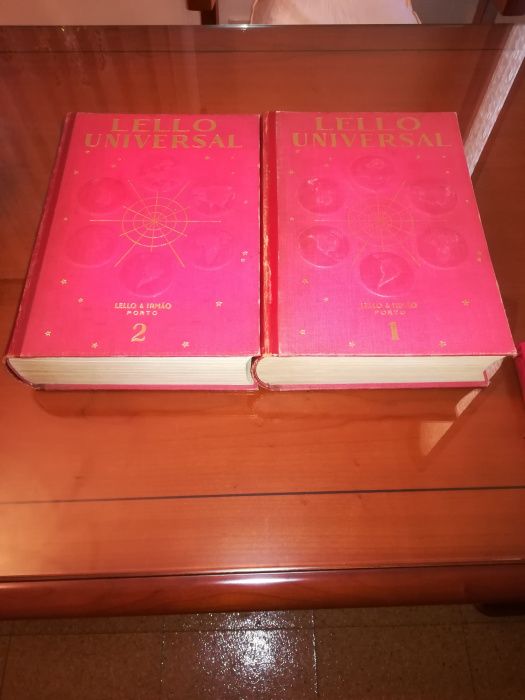 LELLO
UNIVERSAL
LELLO & IRMÃO
PORTO
2
LELLO
UNIVERSAL
LELLO & IRMÃO
PORTO
1